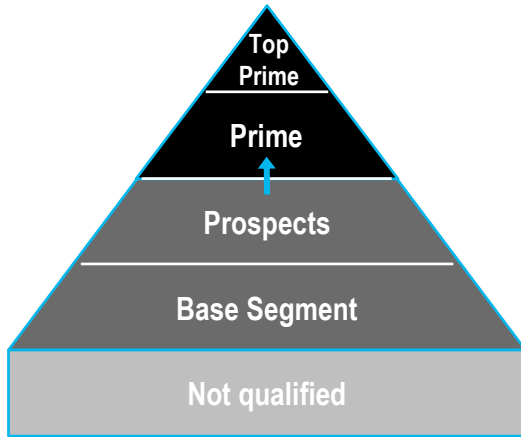 Top
Prime
Prime
Prospects
Base Segment
Not qualified